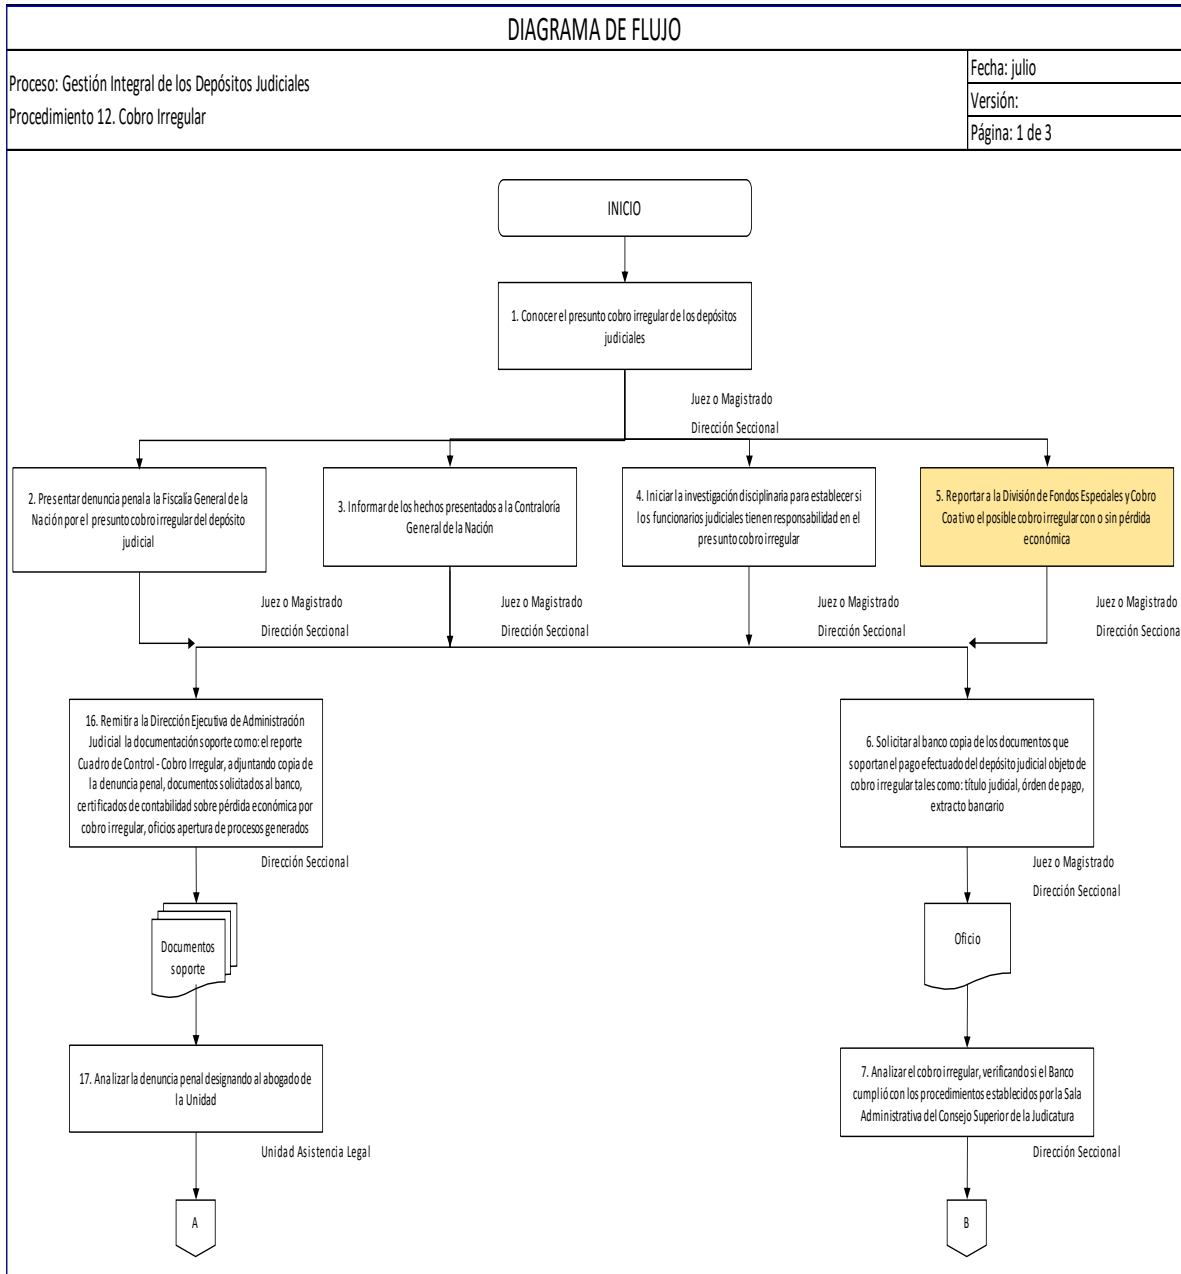 DIAGRAMA DE FLUJO
Proceso: Gestión Integral de los Depósitos Judiciales
Procedimiento 12. Cobro Irregular
Fecha: julio
Versión:
Página: 1 de 3
INICIO
1. Conocer el presunto cobro irregular de los depósitos
judiciales
Juez o Magistrado
Dirección Seccional
2. Presentar denuncia penal a la Fiscalía General de la
Nación por el presunto cobro irregular del depósito
judicial
3. Informar de los hechos presentados a la Contraloría
General de la Nación
4. Iniciar la investigación disciplinaria para establecer si
los funcionarios judiciales tienen responsabilidad en el
presunto cobro irregular
5. Reportar a la División de Fondos Especiales y Cobro
Coativo el posible cobro irregular con o sin pérdida
económica
Juez o Magistrado
Dirección Seccional
Juez o Magistrado
Dirección Seccional
Juez o Magistrado
Dirección Seccional
Juez o Magistrado
Dirección Secciona
16. Remitir a la Dirección Ejecutiva de Administración
Judicial la documentación soporte como: el reporte
Cuadro de Control - Cobro Irregular, adjuntando copia de
la denuncia penal, documentos solicitados al banco,
certificados de contabilidad sobre pérdida económica por
cobro irregular, oficios apertura de procesos generados
Dirección Seccional
6. Solicitar al banco copia de los documentos que
soportan el pago efectuado del depósito judicial objeto de
cobro irregular tales como: título judicial, órden de pago,
extracto bancario
Juez o Magistrado
Dirección Seccional
Documentos
soporte
Oficio
17. Analizar la denuncia penal designando al abogado de
la Unidad
Unidad Asistencia Legal
7. Analizar el cobro irregular, verificando si el Banco
cumplió con los procedimientos establecidos por la Sala
Administrativa del Consejo Superior de la Judicatura
Dirección Seccional
A
B